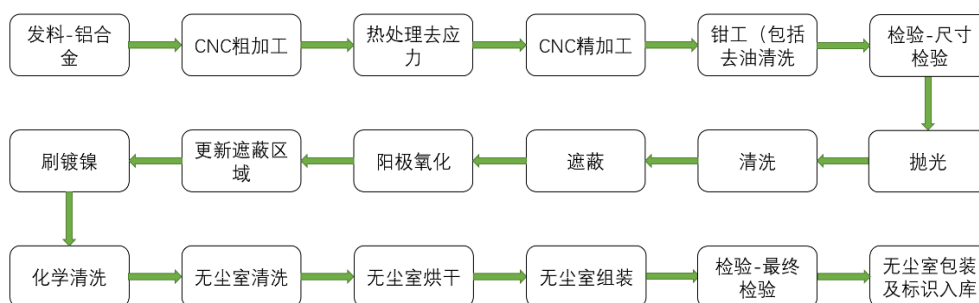 发料-铝合
金
CNC粗加工
热处理去应
力
CNC精加工
钳工（包括
去油清洗
检验-尺寸
检验
刷镀镍
更新遮蔽区
域
阳极氧化
遮蔽
清洗
抛光
化学清洗
无尘室清洗
无尘室烘干
无尘室组装
检验-最终
检验
无尘室包装
及标识入库